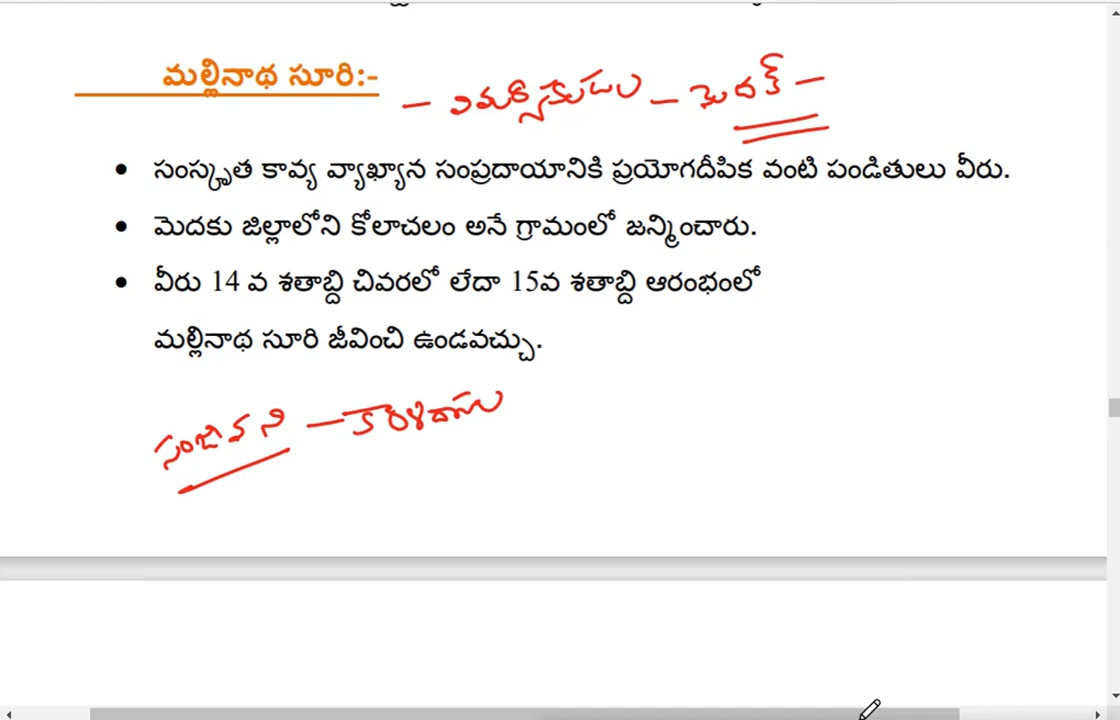 మల్లినాథ సూరి:- – విమర్శకుడు – మెదక్ –
• సంస్కృత కావ్య వ్యాఖ్యాన సంప్రదాయానికి ప్రయోగదీపిక వంటి పండితులు వీరు.
• మెదకు జిల్లాలోని కోలాచలం అనే గ్రామంలో జన్మించారు.
• వీరు 14 వ శతాబ్ది చివరలో లేదా 15వ శతాబ్ది ఆరంభంలో
మల్లినాథ సూరి జీవించి ఉండవచ్చు.
సంజీవని – కాళిదాసు